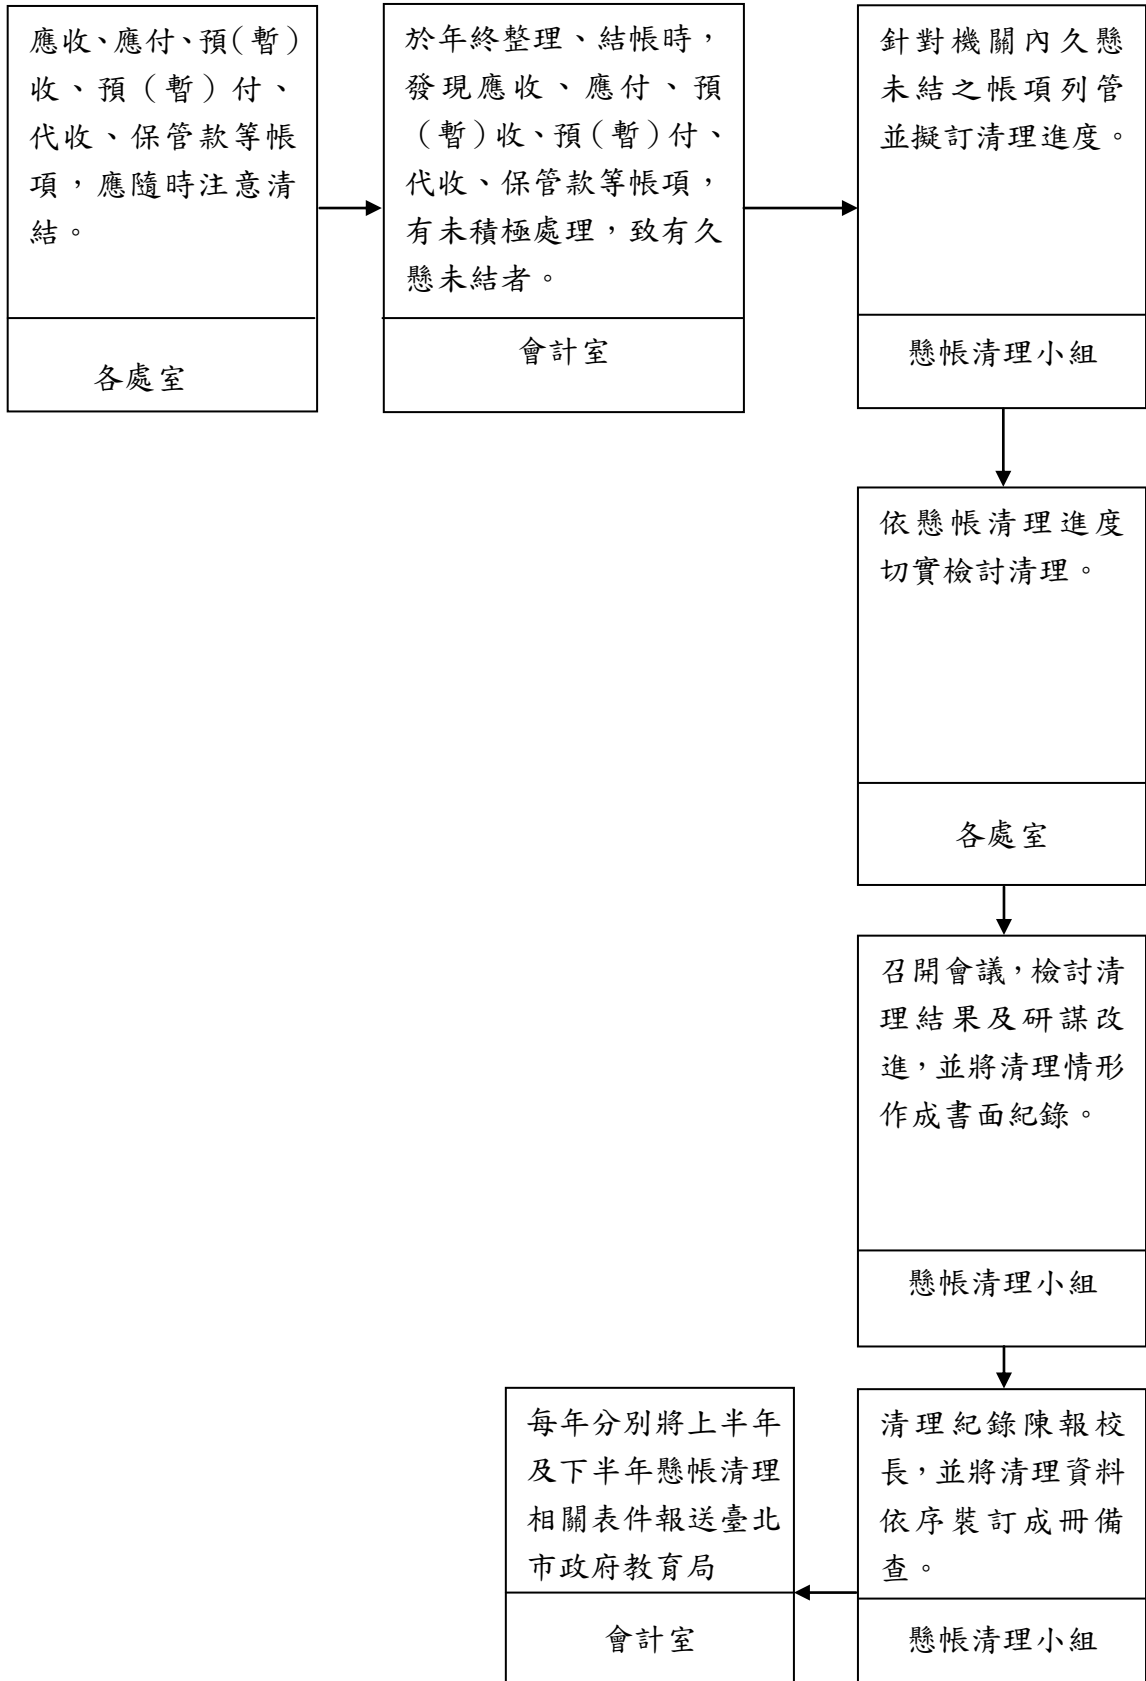 應收、應付、預(暫)
收、預(暫)付、
代收、保管款等帳
項，應隨時注意清
結。
各處室
於年終整理、結帳時，
發現應收、應付、預
(暫)收、預(暫)付、
代收、保管款等帳項，
有未積極處理，致有久
懸未結者。
會計室
針對機關內久懸
未結之帳項列管
並擬訂清理進度。
懸帳清理小組
依懸帳清理進度
切實檢討清理。
各處室
召開會議，檢討清
理結果及研謀改
進，並將清理情形
作成書面紀錄。
懸帳清理小組
清理紀錄陳報校
長，並將清理資料
依序裝訂成冊備
查。
懸帳清理小組
每年分別將上半年
及下半年懸帳清理
相關表件報送臺北
市政府教育局
會計室